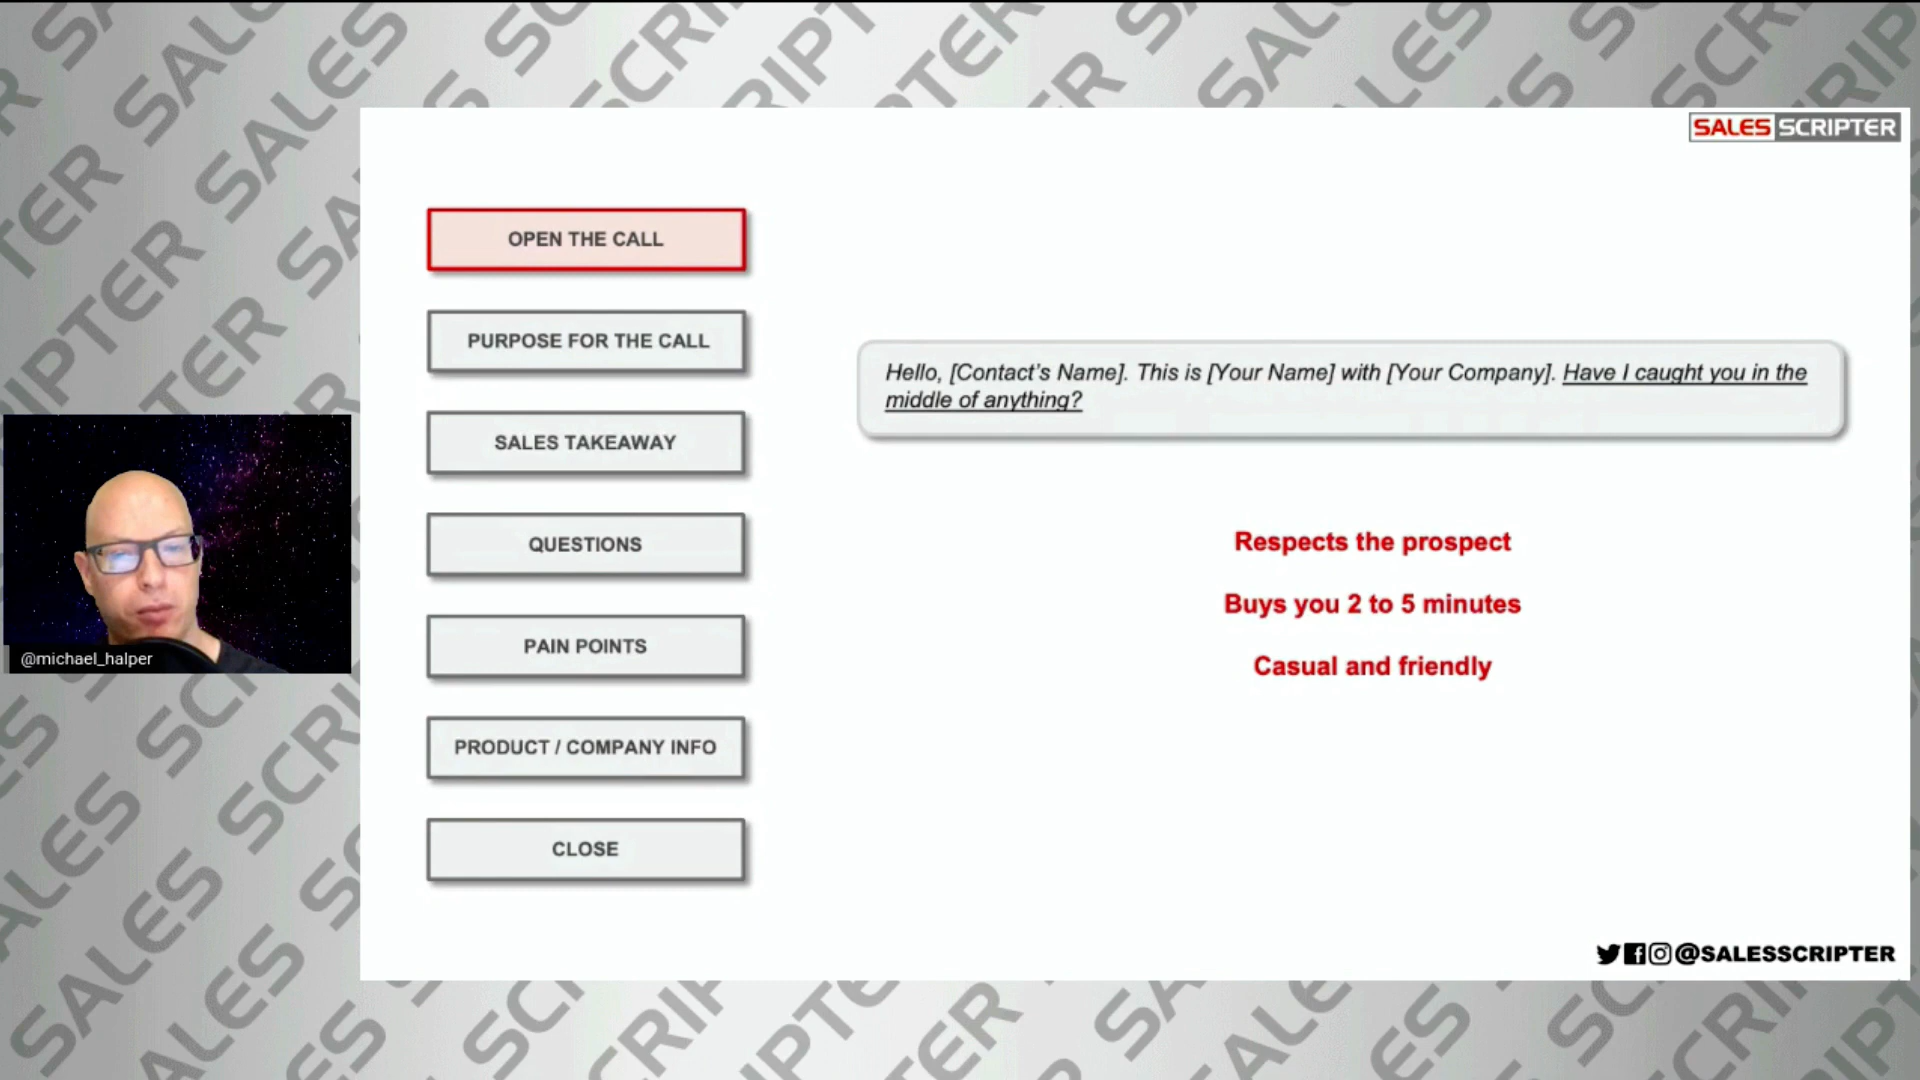 SALES SCRIPTER
OPEN THE CALL
PURPOSE FOR THE CALL
SALES TAKEAWAY
QUESTIONS
PAIN POINTS
PRODUCT / COMPANY INFO
CLOSE
Hello, [Contact's Name]. This is [Your Name] with [Your Company]. Have I caught you in the
middle of anything?
Respects the prospect
Buys you 2 to 5 minutes
Casual and friendly
@michael_halper
@SALESSCRIPTER